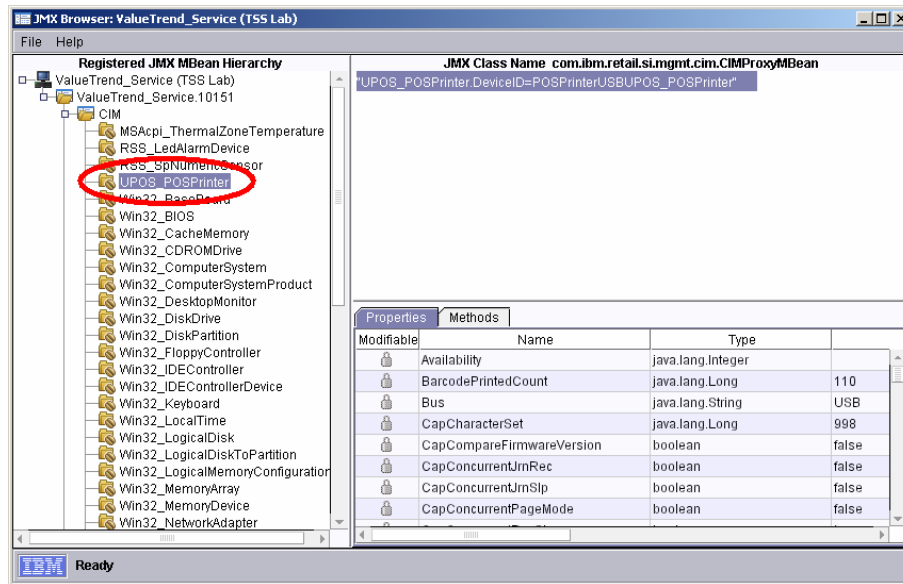 JMX Browser: ValueTrend_Service (TSS Lab)
File Help
Registered JMX MBean Hierarchy
ValueTrend_Service (TSS Lab)
ValueTrend_Service.10151
CIM
MSAcpi_ThermalZoneTemperature
RSS_LedAlarmDevice
RSS_SpNumericSensor
UPOS_POSPrinter
Win32_BaseBoard
Win32_BIOS
Win32_CacheMemory
Win32_CDROMDrive
Win32_ComputerSystem
Win32_ComputerSystemProduct
Win32_DesktopMonitor
Win32_DiskDrive
Win32_DiskPartition
Win32_FloppyController
Win32_IDEController
Win32_IDEControllerDevice
Win32_Keyboard
Win32_LocalTime
Win32_LogicalDisk
Win32_LogicalDiskToPartition
Win32_LogicalMemoryConfiguration
Win32_MemoryArray
Win32_MemoryDevice
Win32_NetworkAdapter
JMX Class Name com.ibm.retail.si.mgmt.cim.CIMProxyMBean
"UPOS_POSPrinter.DeviceID=POSPrinterUSBUPOS_POSPrinter"
Properties Methods
Modifiable Name Type
Availability java.lang.Integer
BarcodePrintedCount java.lang.Long 110
Bus java.lang.String USB
CapCharacterSet java.lang.Long 998
CapCompareFirmwareVersion boolean false
CapConcurrentJrnRec boolean false
CapConcurrentJrnSlp boolean false
CapConcurrentPageMode boolean false
IBM Ready